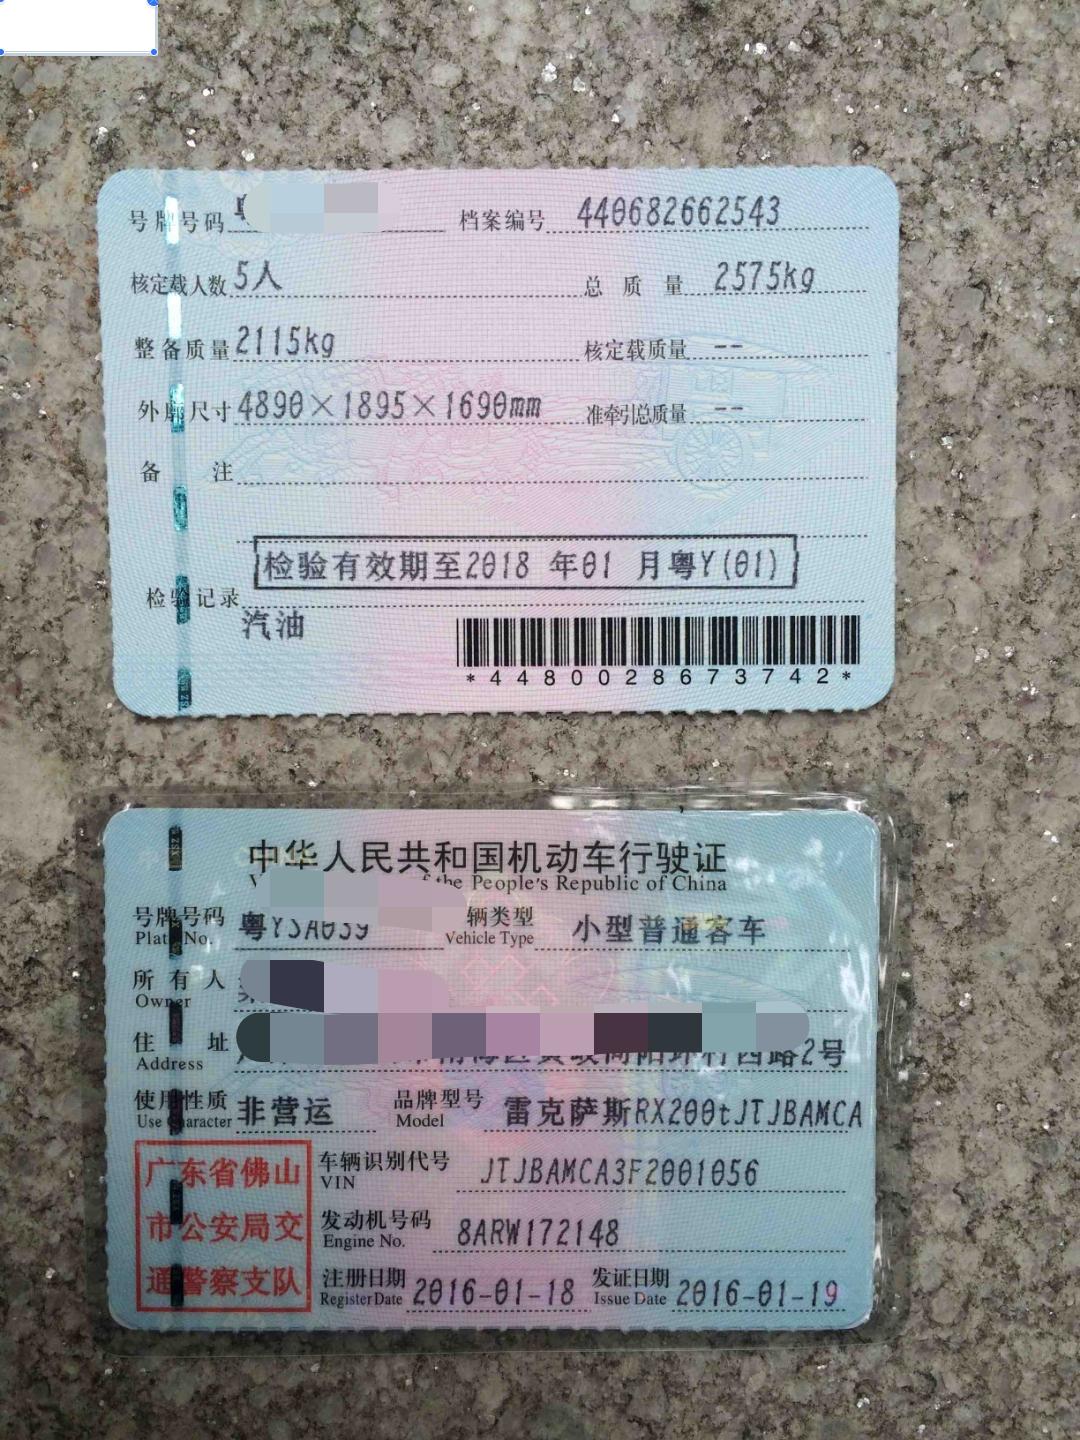 号牌号码 档案编号 440682662543
核定载人数 5人 总质量 2575kg
整备质量 2115kg 核定载质量 --
外廓尺寸 4890×1895×1690mm 准牵引总质量 --
备注
检验有效期至2018 年01 月粤Y(01)
检验记录
汽油
*4480028673742*
中华人民共和国机动车行驶证
the People's Republic of China
号牌号码 粤Y 辆类型 小型普通客车
Plate No. Vehicle Type
所有人
Owner
住址 2号
Address
使用性质 非营运 品牌型号 雷克萨斯RX200tJTJBAMCA
Use Character Model
广东省佛山
市公安局交
通警察支队
车辆识别代号 JTJBAMCA3F2001056
VIN
发动机号码 8ARW172148
Engine No.
注册日期 2016-01-18 发证日期 2016-01-19
Register Date Issue Date